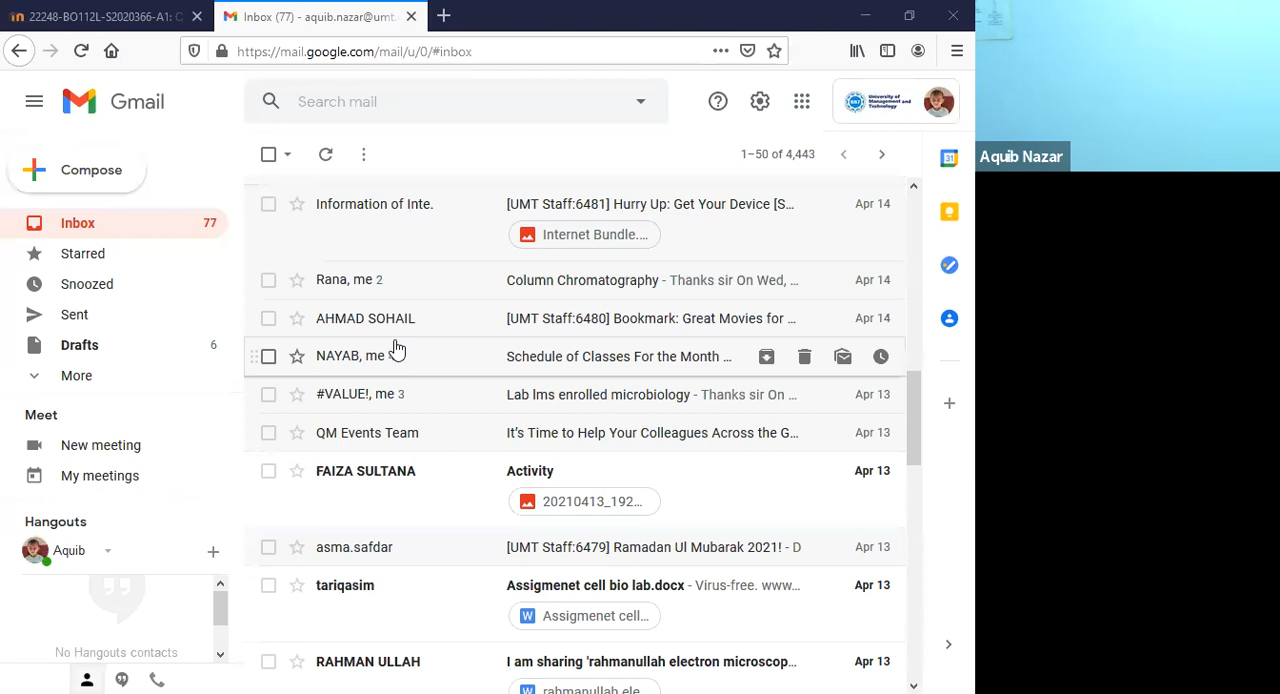 22248-BO112L-S2020366-A1: C
Inbox (77) - aquib.nazar@umt.
https://mail.google.com/mail/u/0/#inbox
Gmail
Search mail
University of
Management and
Technology
Compose
1–50 of 4,443
Inbox 77
Starred
Snoozed
Sent
Drafts 6
More
Meet
New meeting
My meetings
Hangouts
Aquib
No Hangouts contacts
Information of Inte. [UMT Staff:6481] Hurry Up: Get Your Device [S... Apr 14
Internet Bundle....
Rana, me 2 Column Chromatography - Thanks sir On Wed, ... Apr 14
AHMAD SOHAIL [UMT Staff:6480] Bookmark: Great Movies for ... Apr 14
NAYAB, me Schedule of Classes For the Month ...
#VALUE!, me 3 Lab lms enrolled microbiology - Thanks sir On ... Apr 13
QM Events Team It's Time to Help Your Colleagues Across the G... Apr 13
FAIZA SULTANA Activity Apr 13
20210413_192...
asma.safdar [UMT Staff:6479] Ramadan Ul Mubarak 2021! - D Apr 13
tariqasim Assigmenet cell bio lab.docx - Virus-free. www... Apr 13
Assigmenet cell...
RAHMAN ULLAH I am sharing 'rahmanullah electron microscop... Apr 13
rahmanullah ele...
31
Aquib Nazar